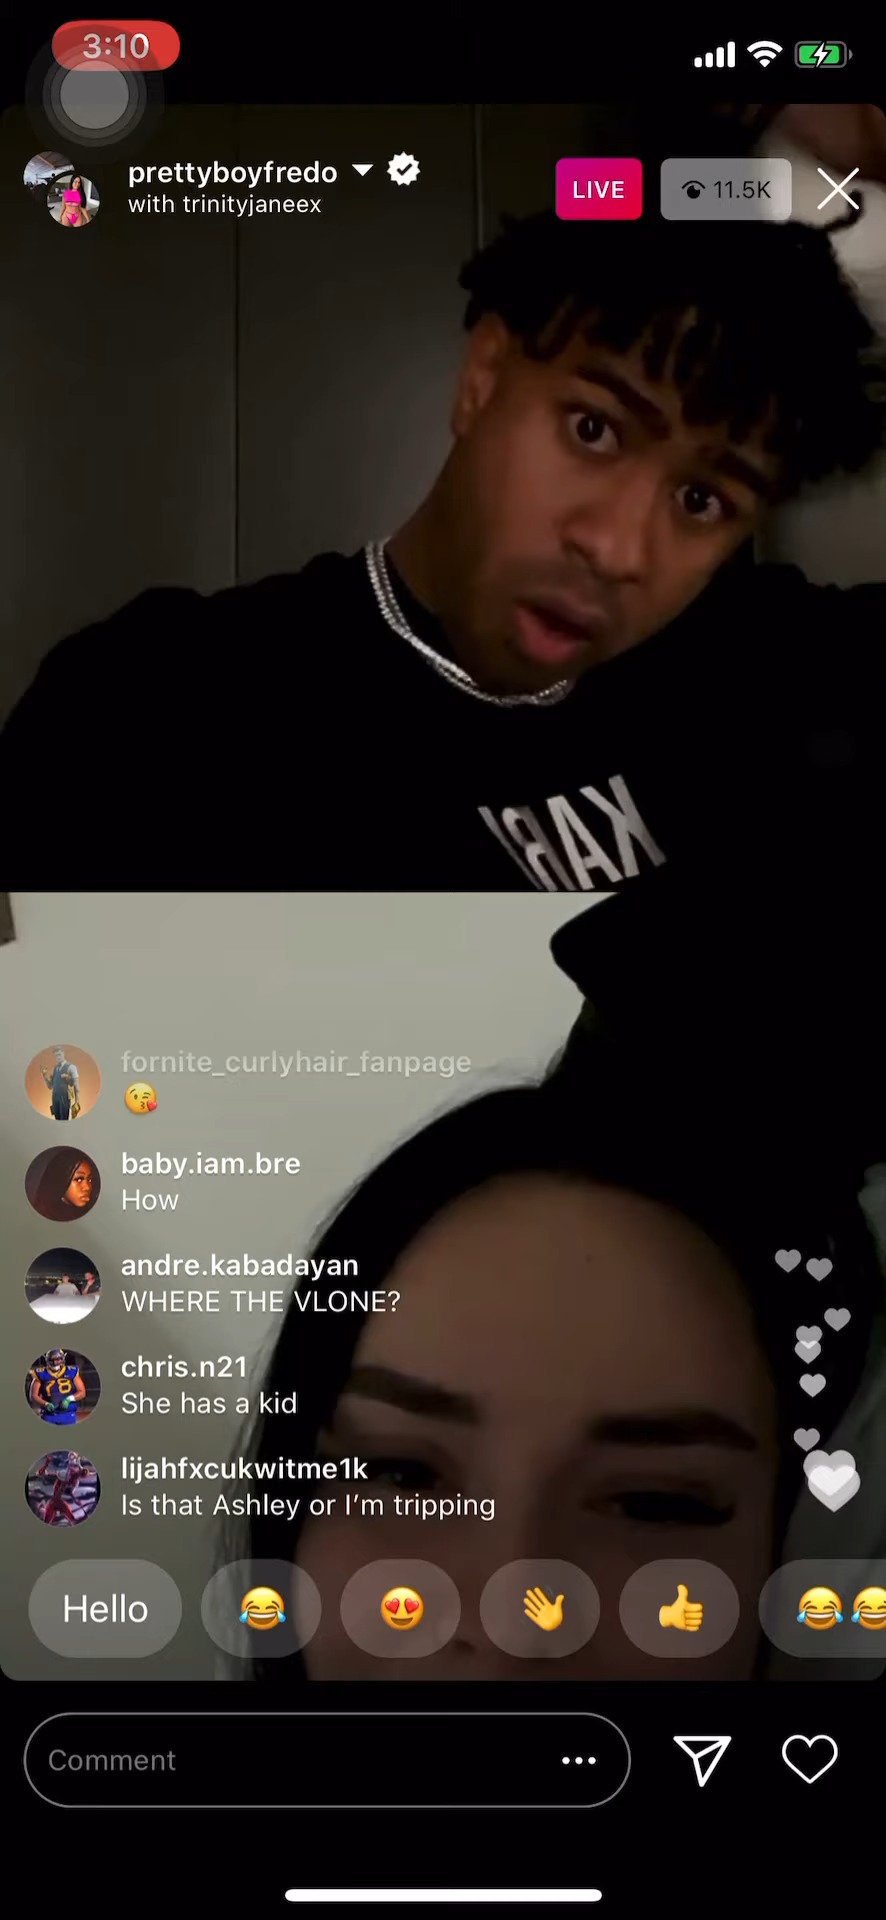 3:10
prettyboyfredo
with trinityjaneex
LIVE
11.5K
KAR
fornite_curlyhair_fanpage
😘
baby.iam.bre
How
andre.kabadayan
WHERE THE VLONE?
chris.n21
She has a kid
lijahfxcukwitme1k
Is that Ashley or I'm tripping
Hello 😂 😍 👋 👍 😂😂
Comment